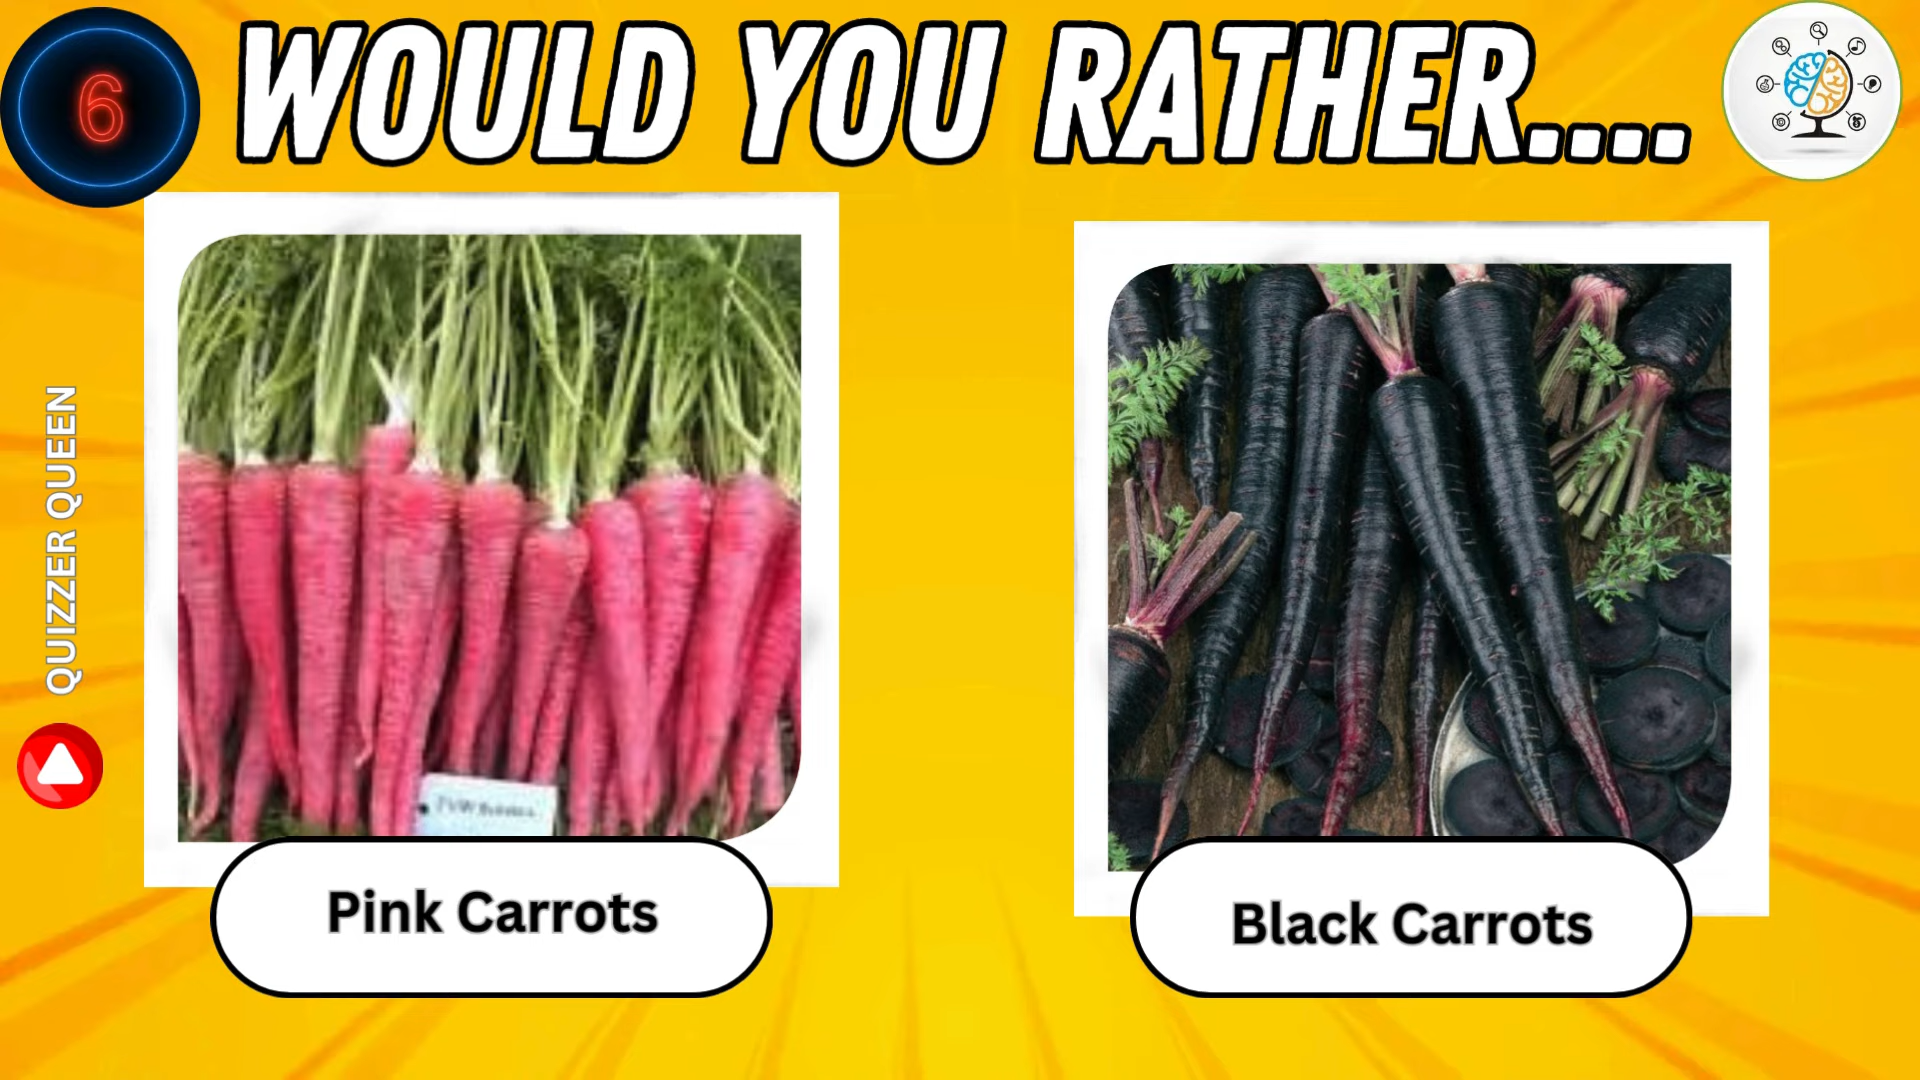 6
WOULD YOU RATHER....
QUIZZER QUEEN
Pink Carrots
Black Carrots